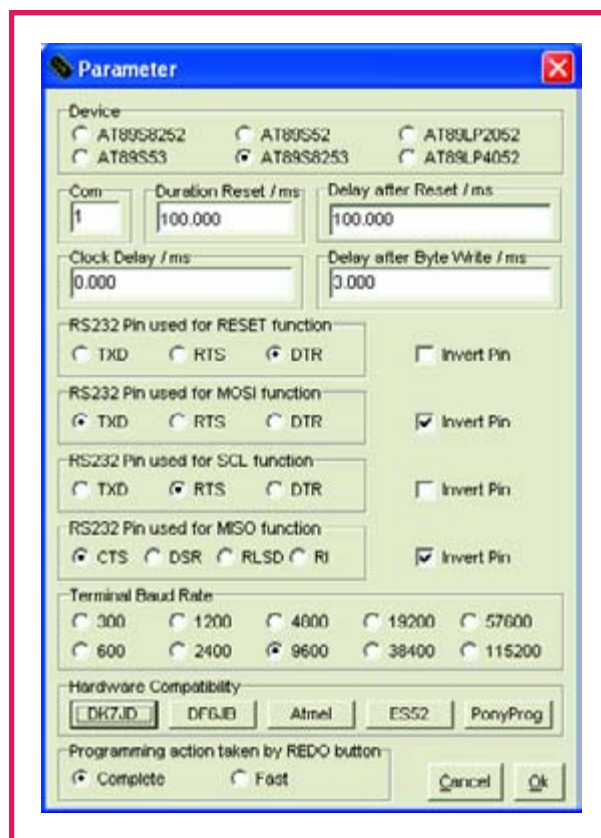 Parameter
Device
AT89S8252 AT89S52 AT89LP2052
AT89S53 AT89S8253 AT89LP4052
Com Duration Reset / ms Delay after Reset / ms
1 100.000 100.000
Clock Delay / ms Delay after Byte Write / ms
0.000 3.000
RS232 Pin used for RESET function
TXD RTS DTR Invert Pin
RS232 Pin used for MOSI function
TXD RTS DTR Invert Pin
RS232 Pin used for SCL function
TXD RTS DTR Invert Pin
RS232 Pin used for MISO function
CTS DSR RLSD RI Invert Pin
Terminal Baud Rate
300 1200 4800 19200 57600
600 2400 9600 38400 115200
Hardware Compatibility
DK7JD DF6JB Atmel ES52 PonyProg
Programming action taken by REDO button
Complete Fast Cancel Ok